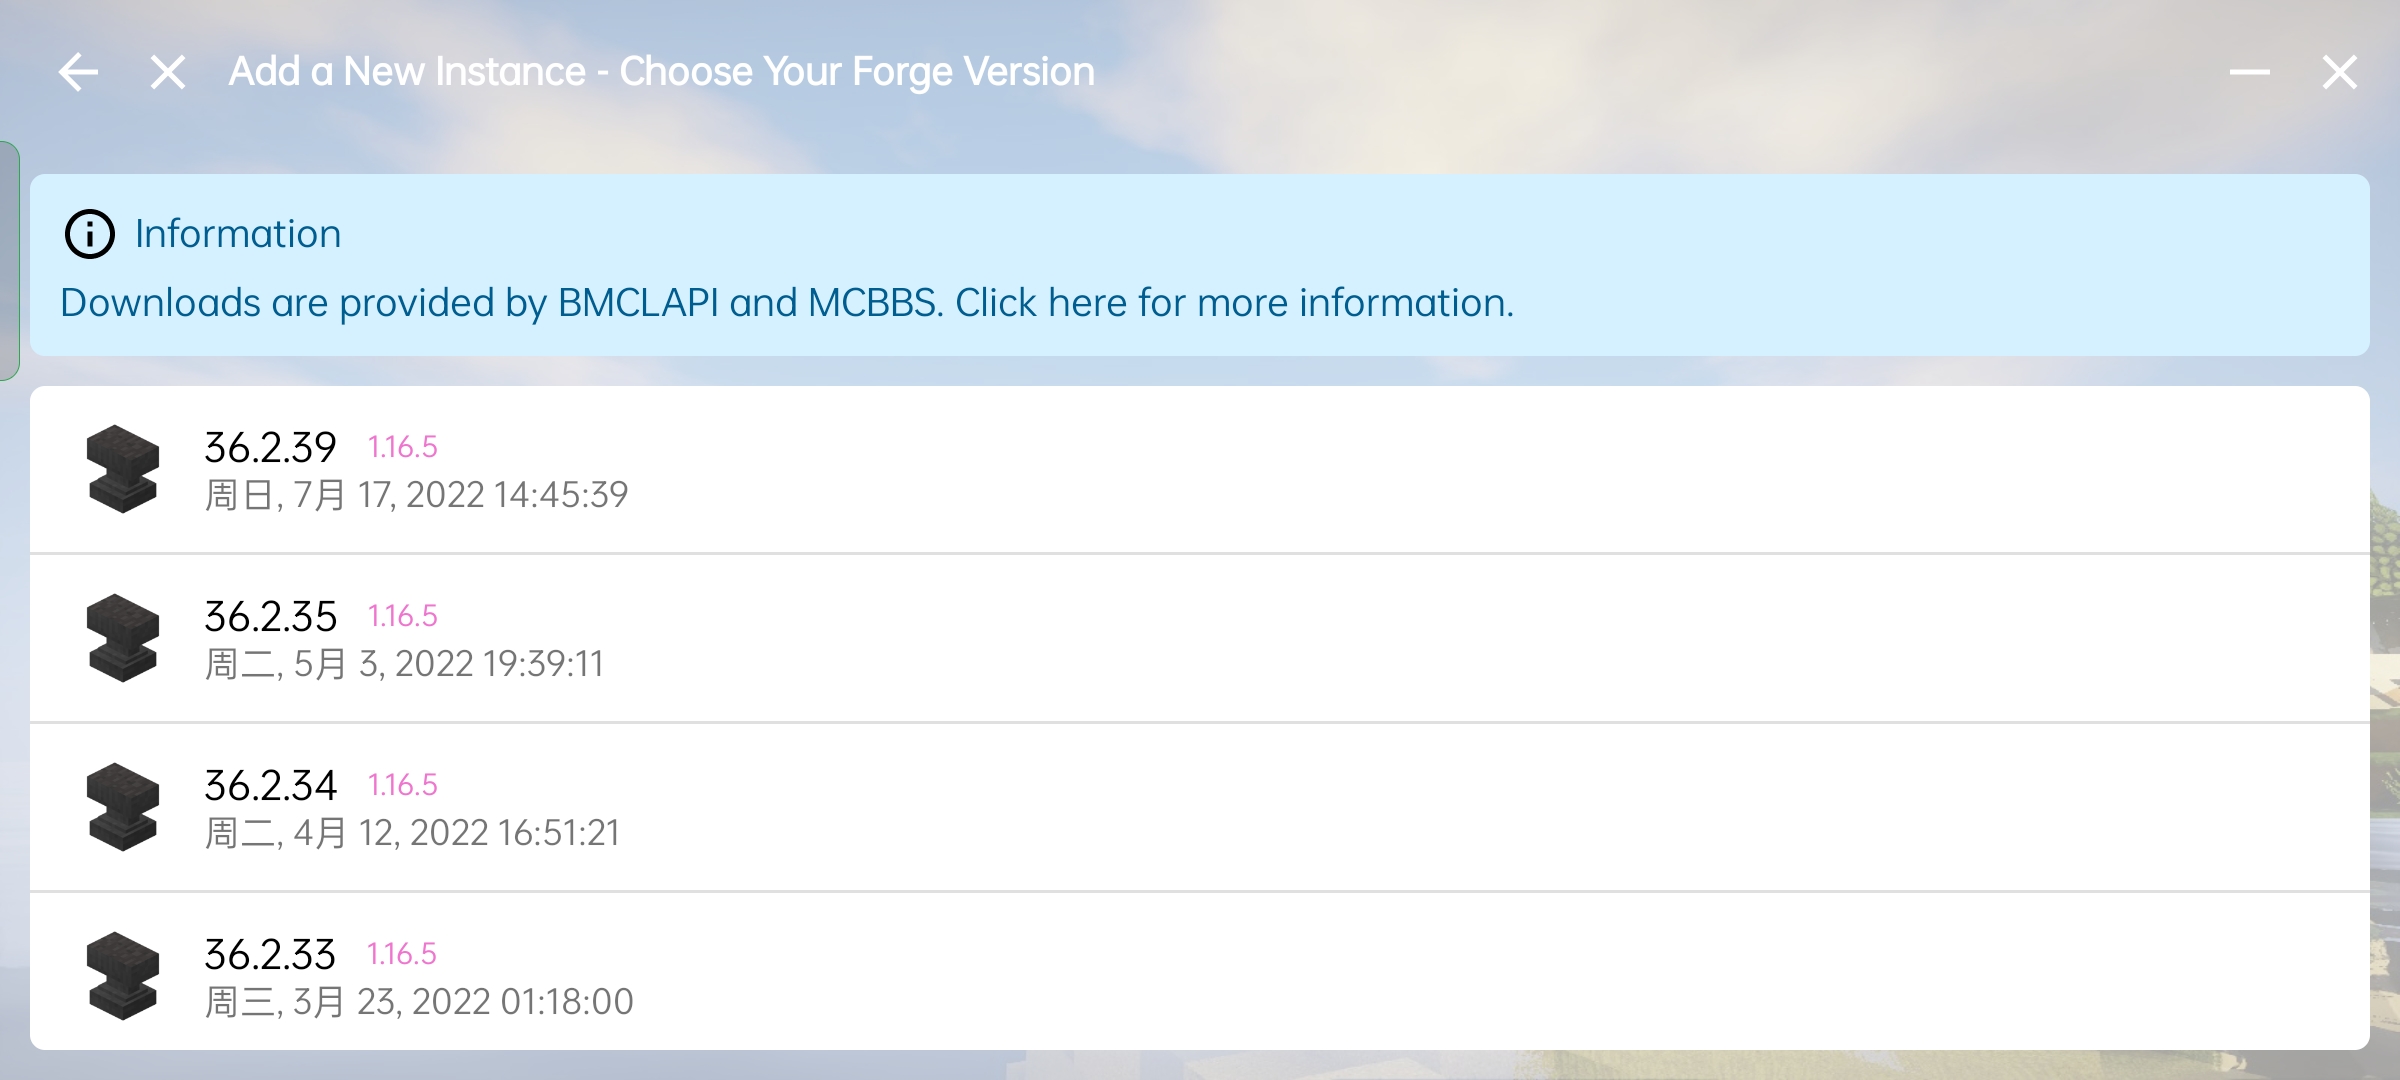 Add a New Instance - Choose Your Forge Version
Information
Downloads are provided by BMCLAPI and MCBBS. Click here for more information.
36.2.39 1.16.5
周日, 7月 17, 2022 14:45:39
36.2.35 1.16.5
周二, 5月 3, 2022 19:39:11
36.2.34 1.16.5
周二, 4月 12, 2022 16:51:21
36.2.33 1.16.5
周三, 3月 23, 2022 01:18:00